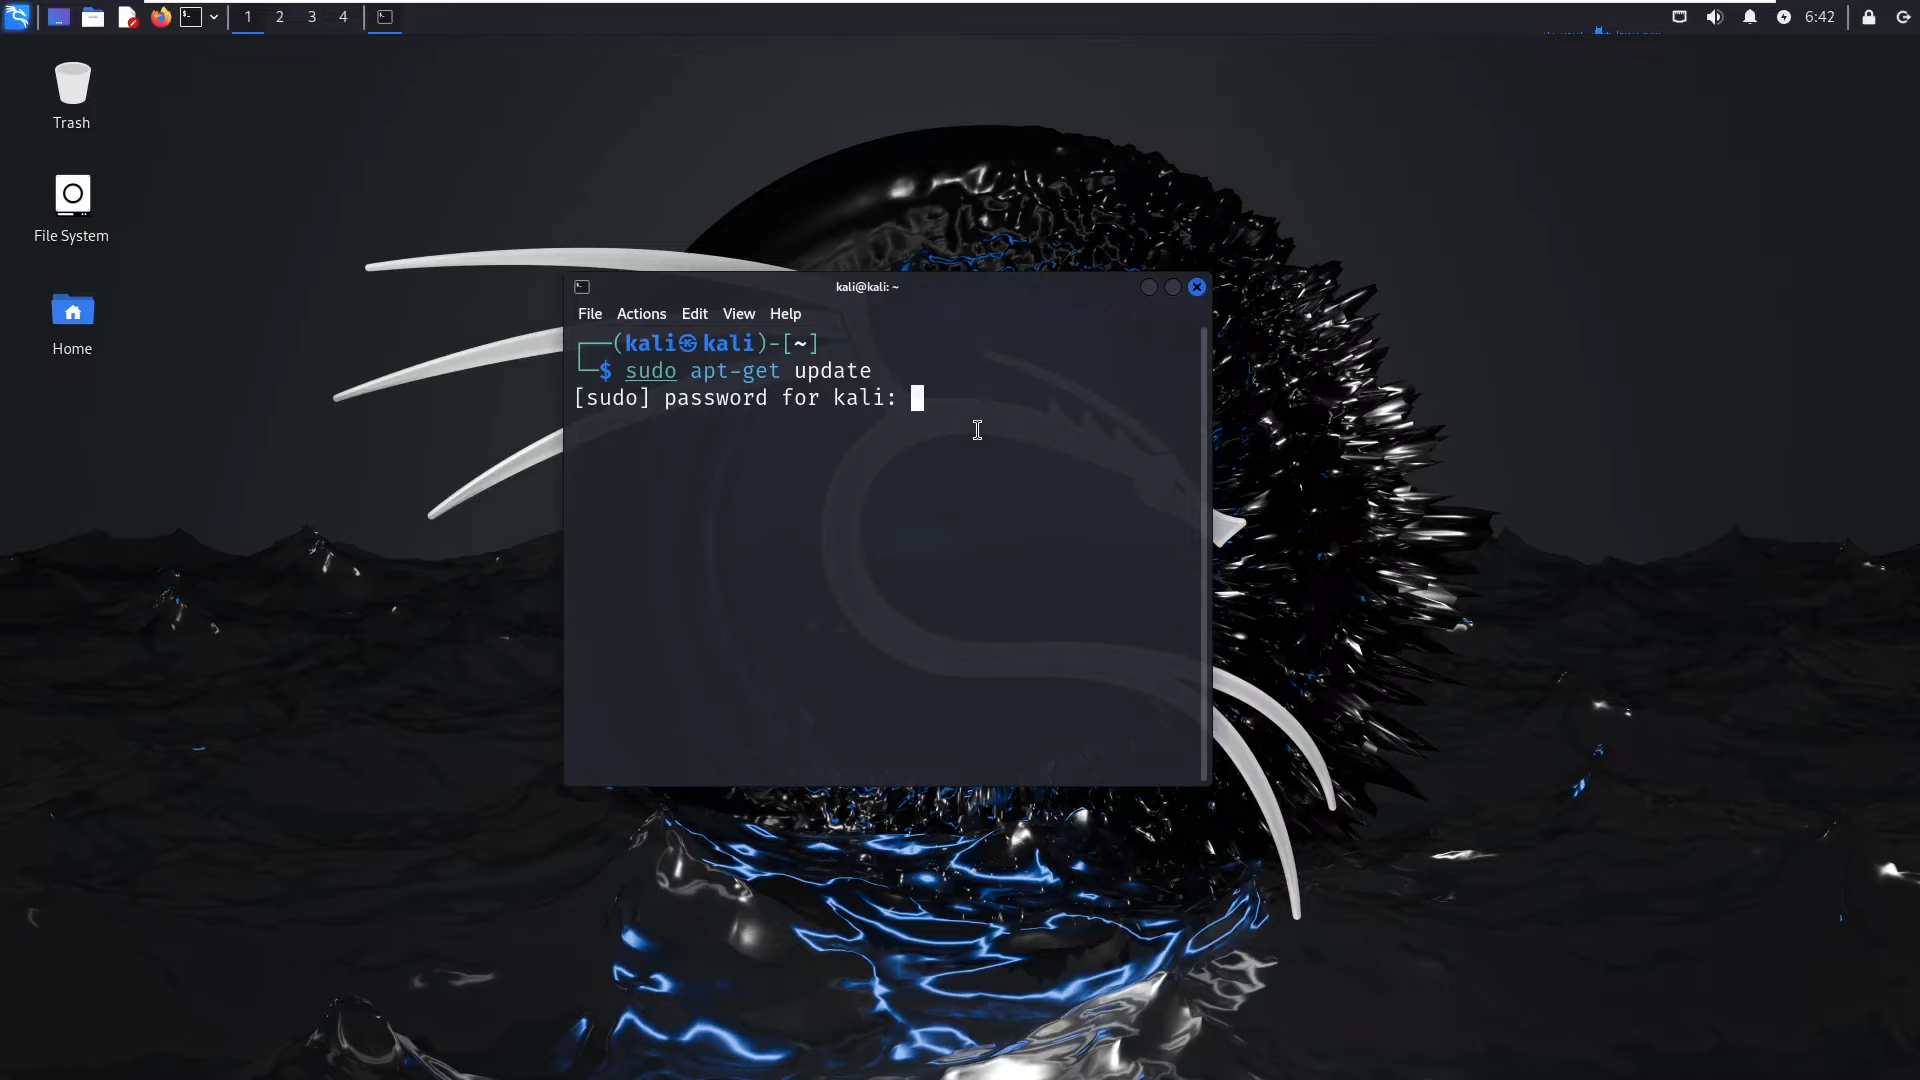 1 2 3 4
6:42
Trash
File System
Home
kali@kali: ~
File Actions Edit View Help
┌──(kali㉿kali)-[~]
└─$ sudo apt-get update
[sudo] password for kali: